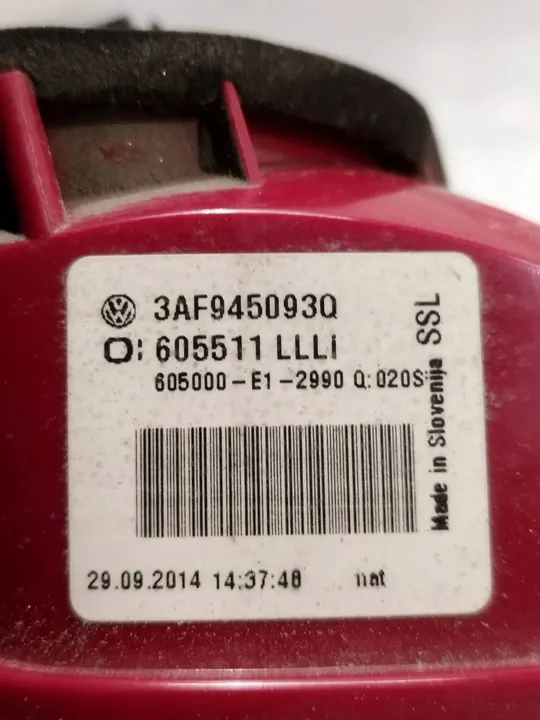 3AF945093Q
O: 605511 LLLi
605000-E1-2990 Q:020S
29.09.2014 14:37:48 nat
Made in Slovenija SSL